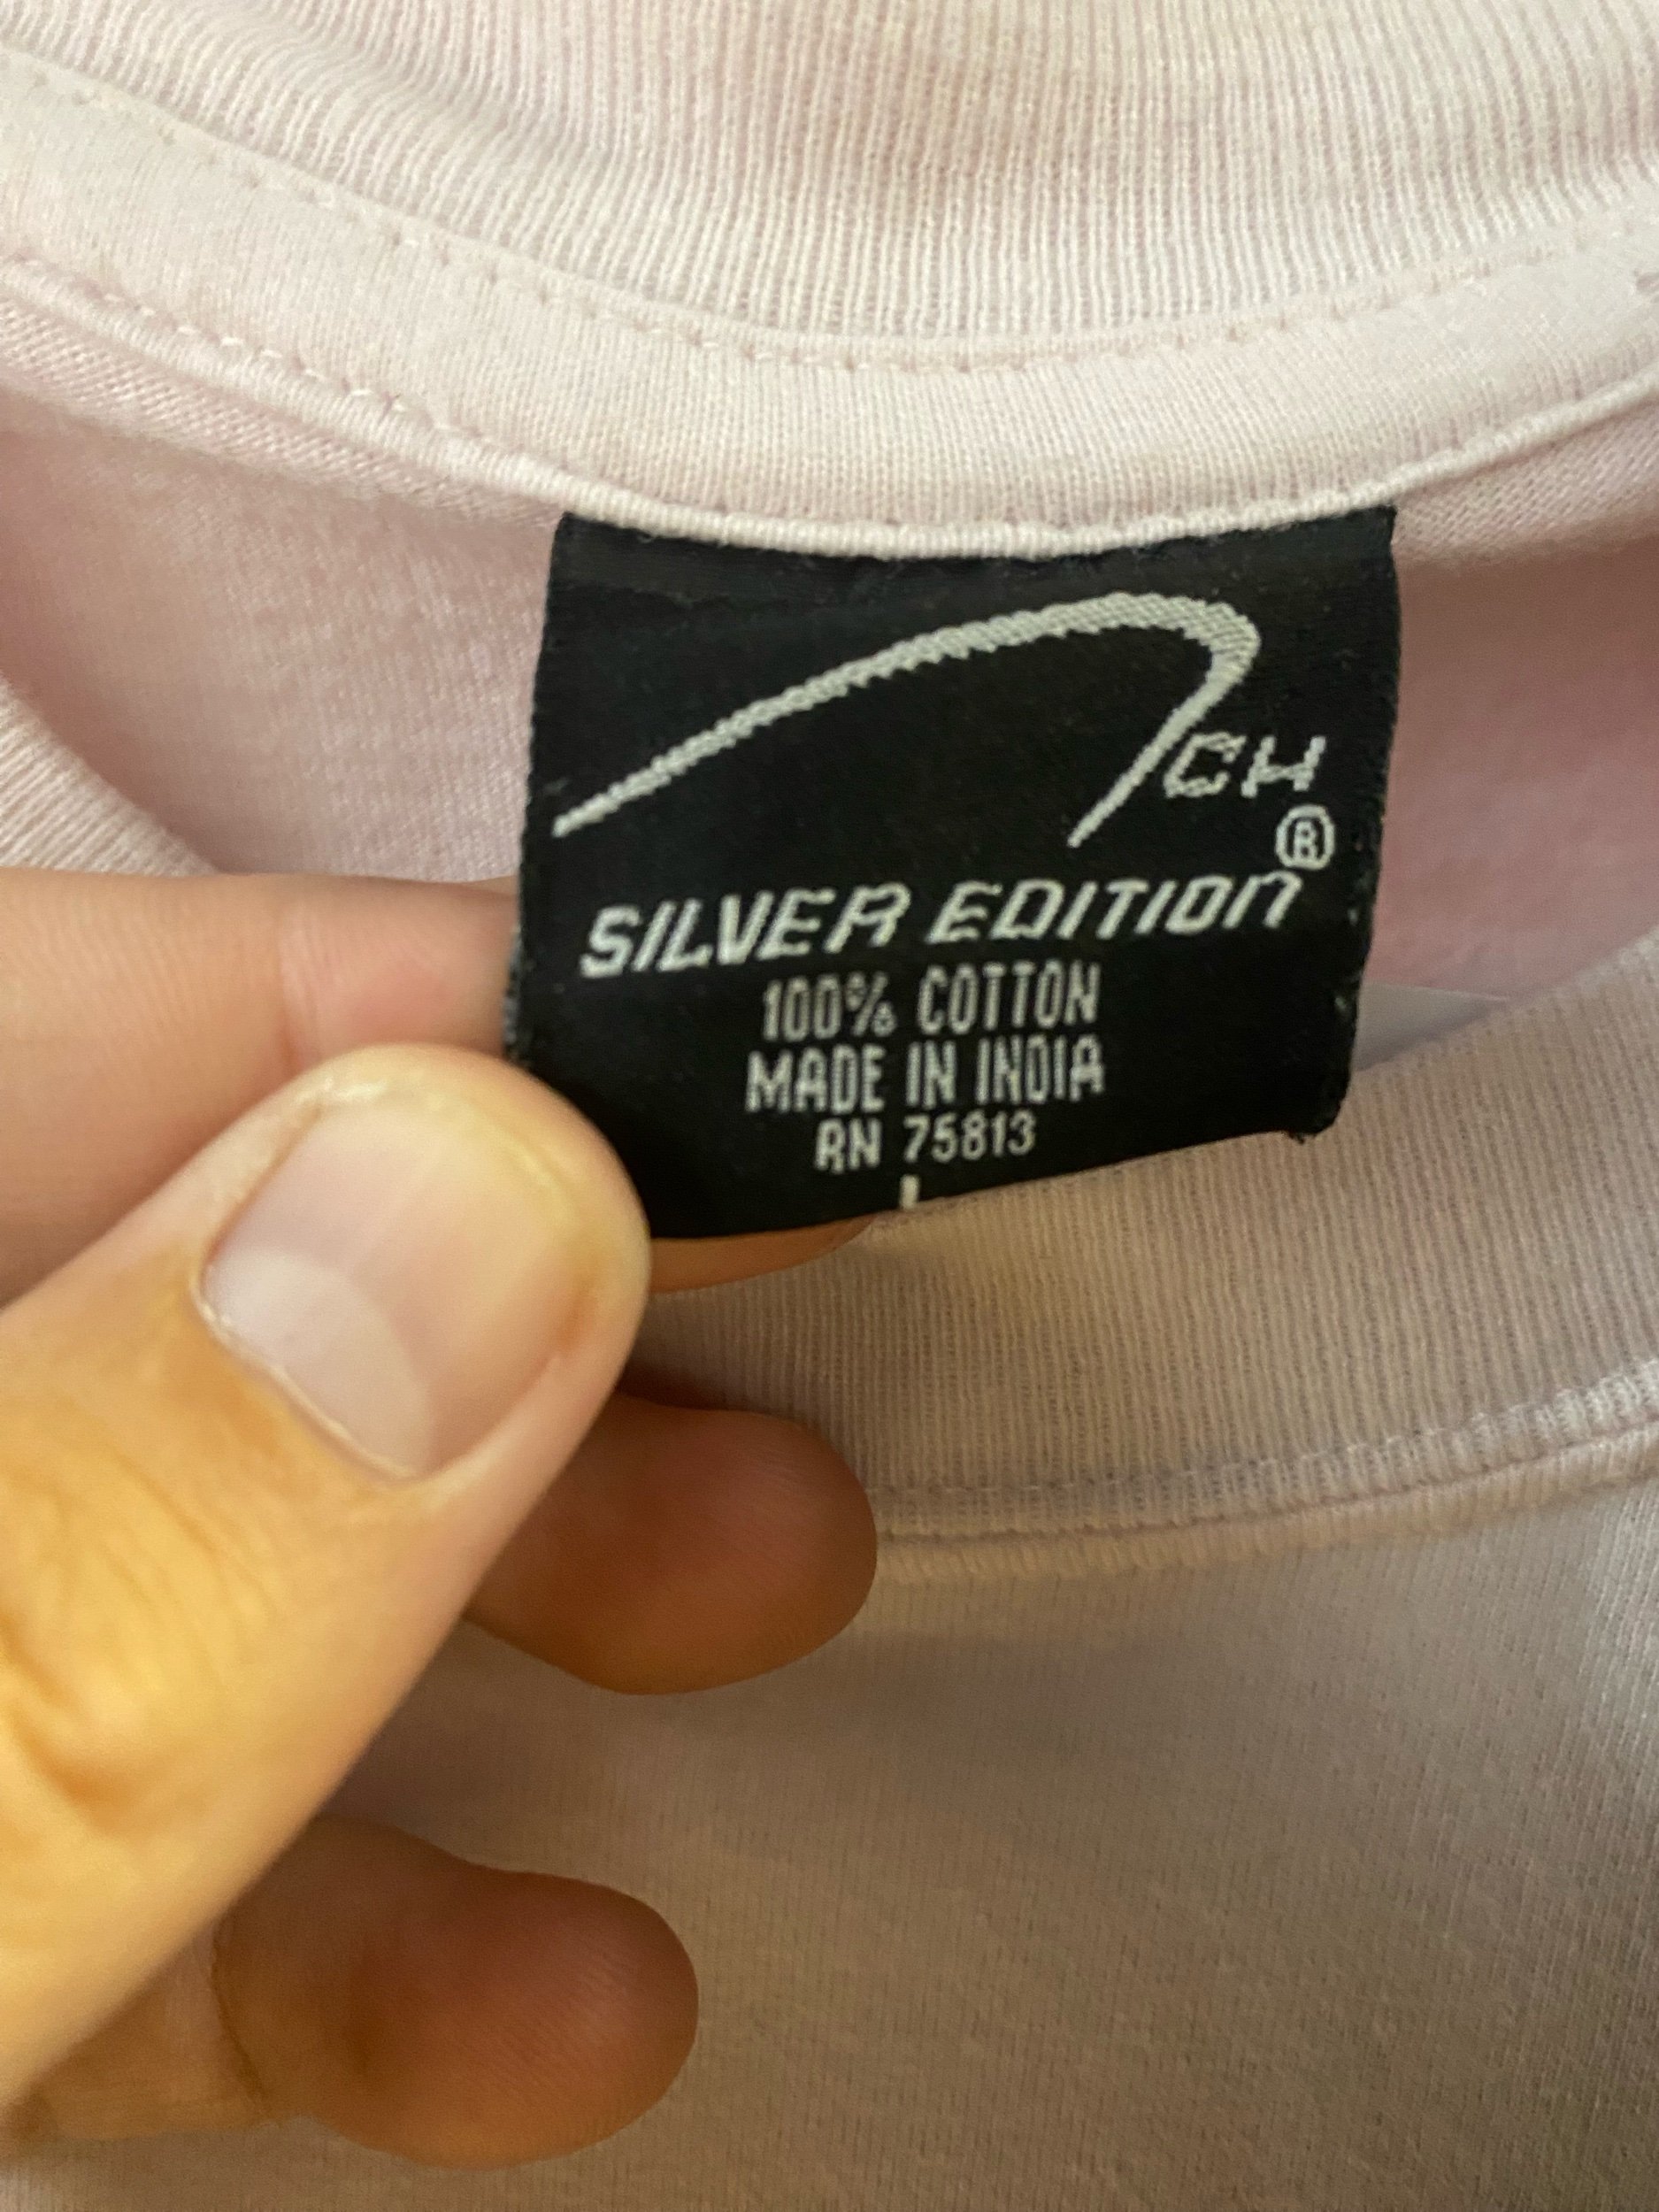 CH
®
SILVER EDITION
100% COTTON
MADE IN INDIA
RN 75813